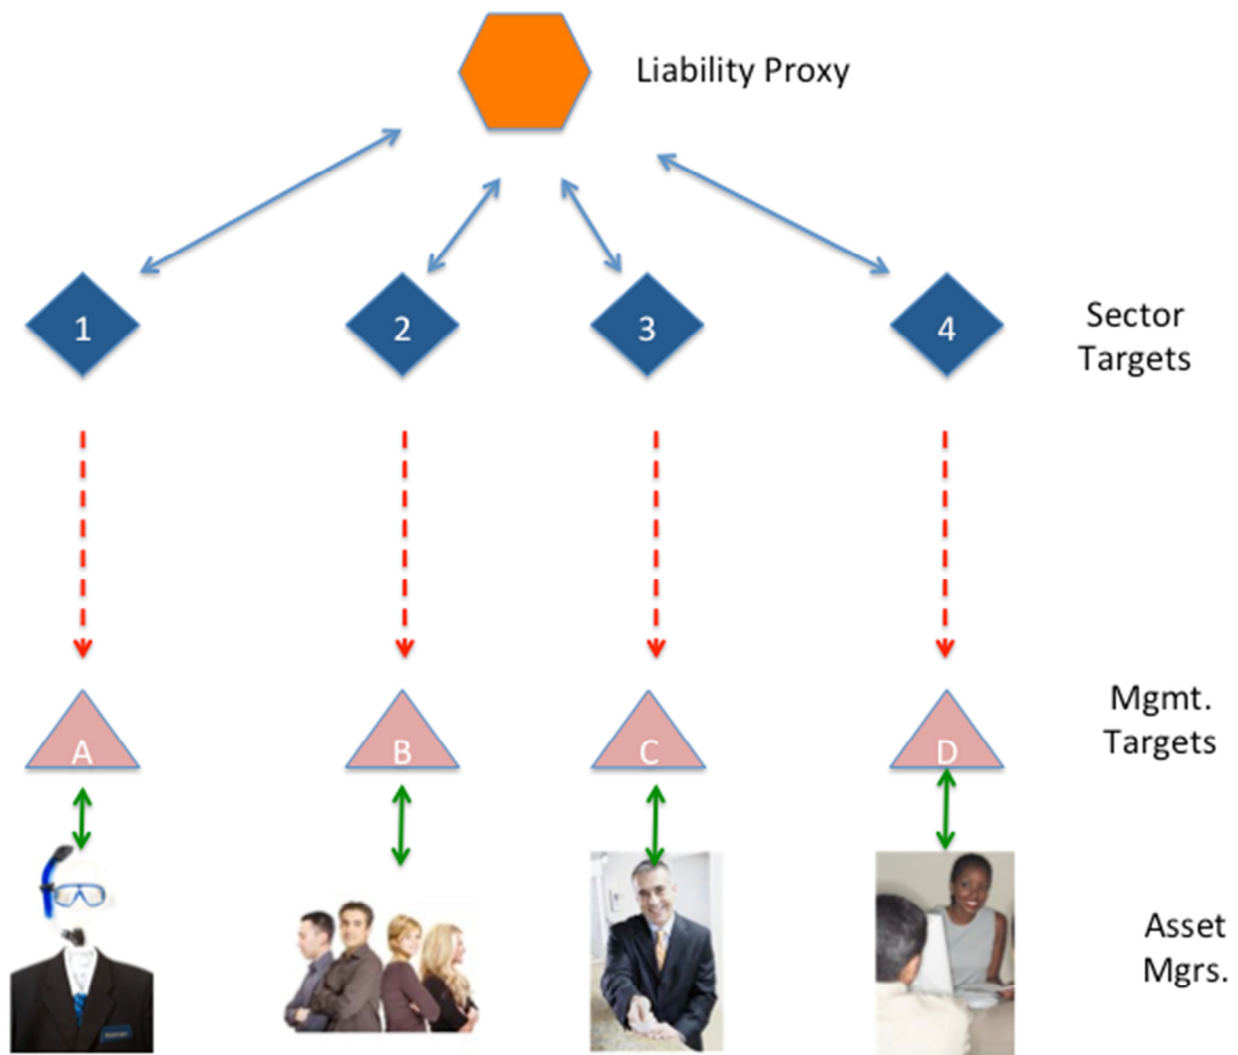 Liability Proxy
1
2
3
4
Sector
Targets
A
B
C
D
Mgmt.
Targets
Asset
Mgrs.